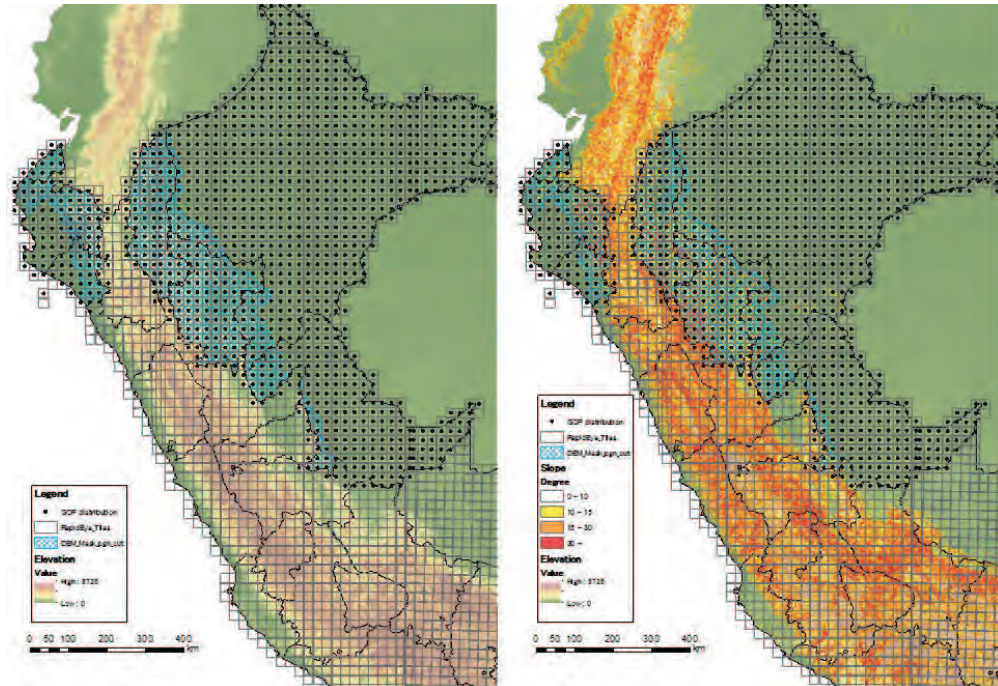 Legend
GCP distribution
RapidEye_Tiles
DEM_Mask_pgn_cut
Elevation
Value
High : 8728
Low : 0
0 50 100 200 300 400
km
Legend
GCP distribution
RapidEye_Tiles
DEM_Mask_pgn_cut
Slope
Degree
0 - 10
10 - 15
15 - 30
30 -
Elevation
Value
High : 8728
Low : 0
0 50 100 200 300 400
km